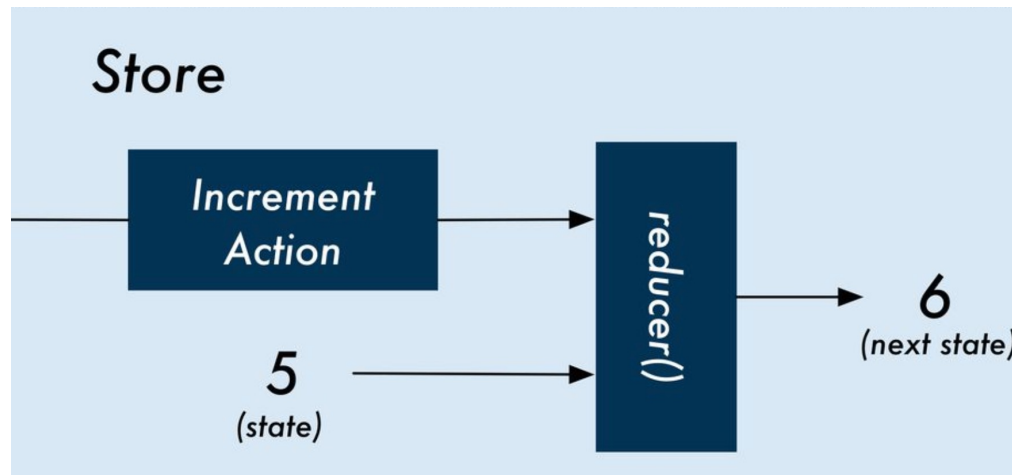 Store
Increment
Action
reducer()
5
(state)
6
(next state)